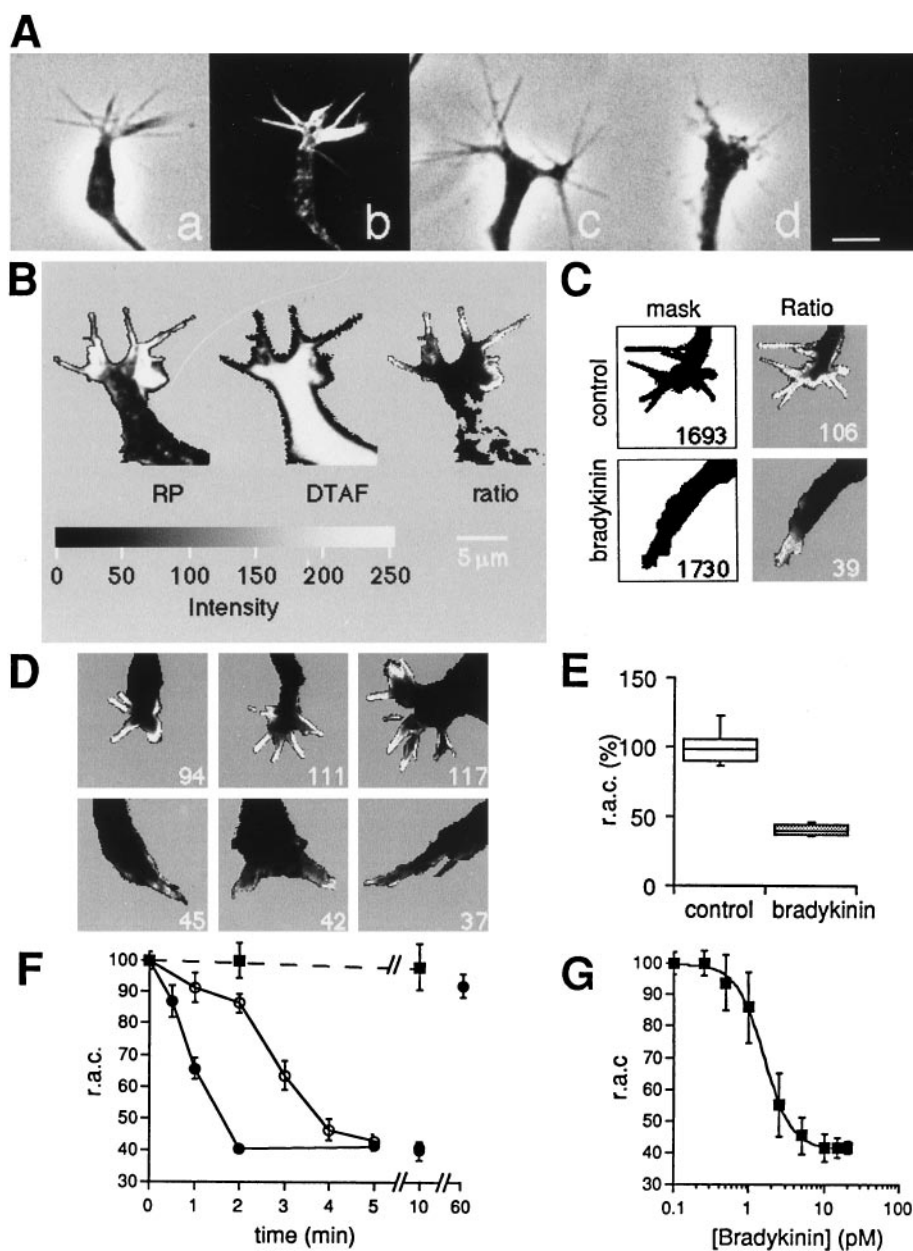 A
a
b
c
d
B
RP
DTAF
ratio
0 50 100 150 200 250
Intensity
5 μm
C
mask
Ratio
control
1693
106
bradykinin
1730
39
D
94
111
117
45
42
37
E
r.a.c. (%)
150
100
50
0
control
bradykinin
F
r.a.c.
100
90
80
70
60
50
40
30
0 1 2 3 4 5 10 60
time (min)
G
r.a.c
100
90
80
70
60
50
40
30
0.1 1 10 100
[Bradykinin] (pM)